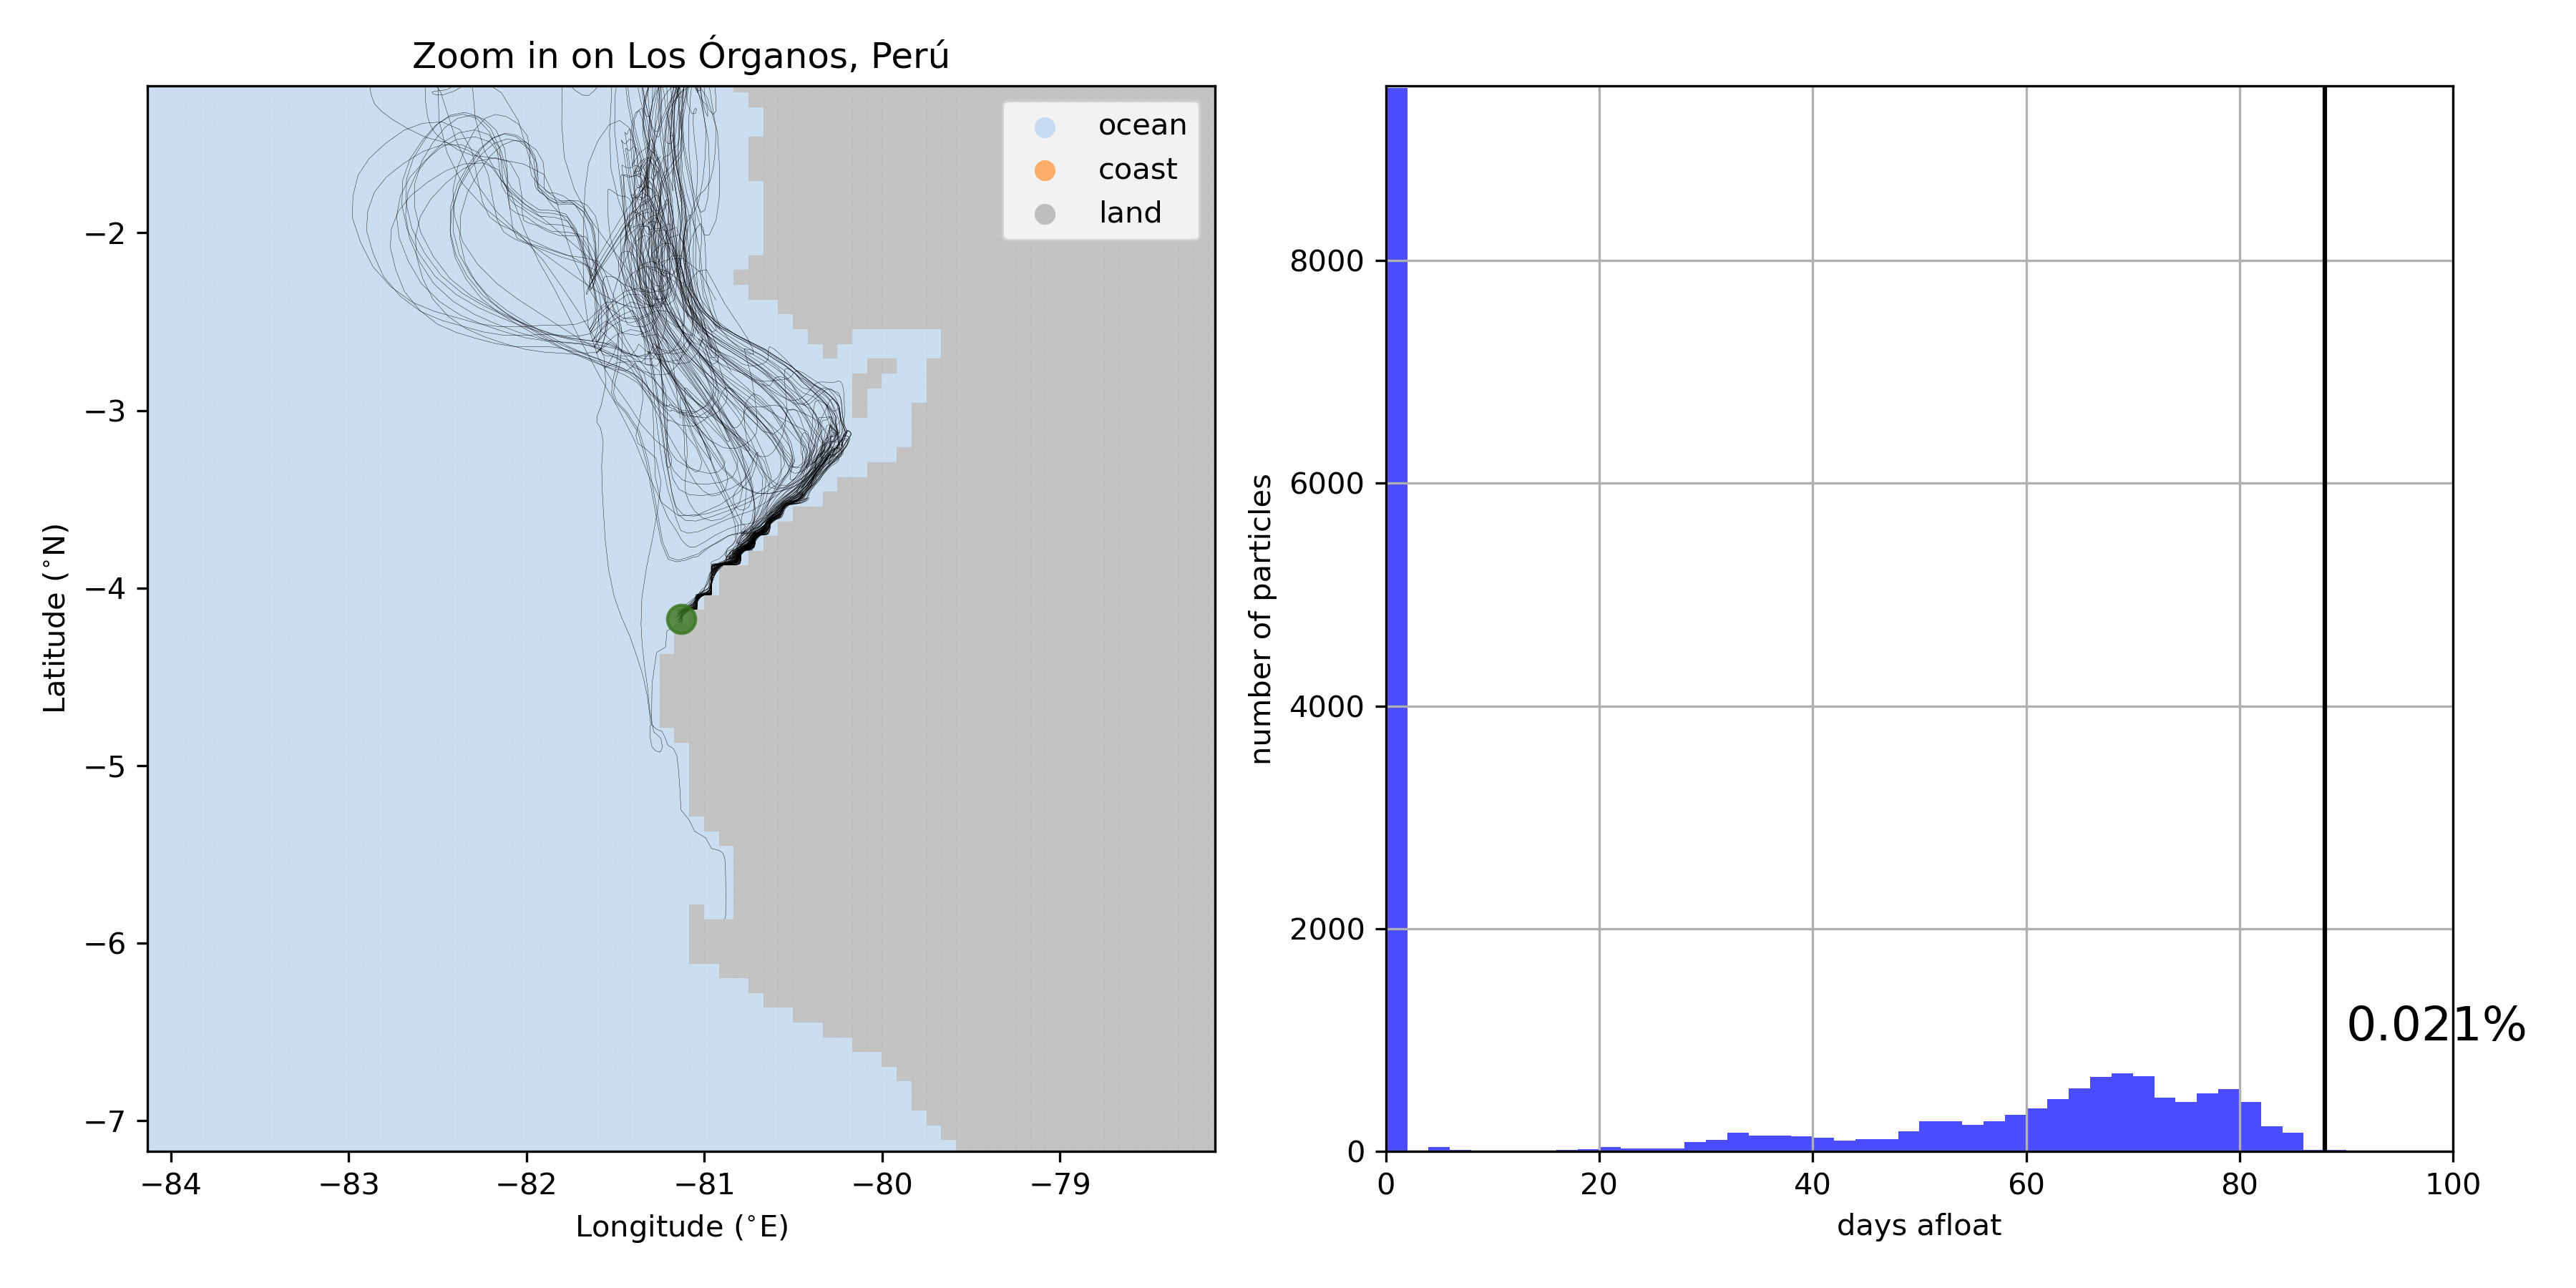 Zoom in on Los Órganos, Perú
ocean
coast
land
−2
−3
−4
−5
−6
−7
Latitude (°N)
−84 −83 −82 −81 −80 −79
Longitude (°E)
8000
6000
4000
2000
0
number of particles
0.021%
0 20 40 60 80 100
days afloat